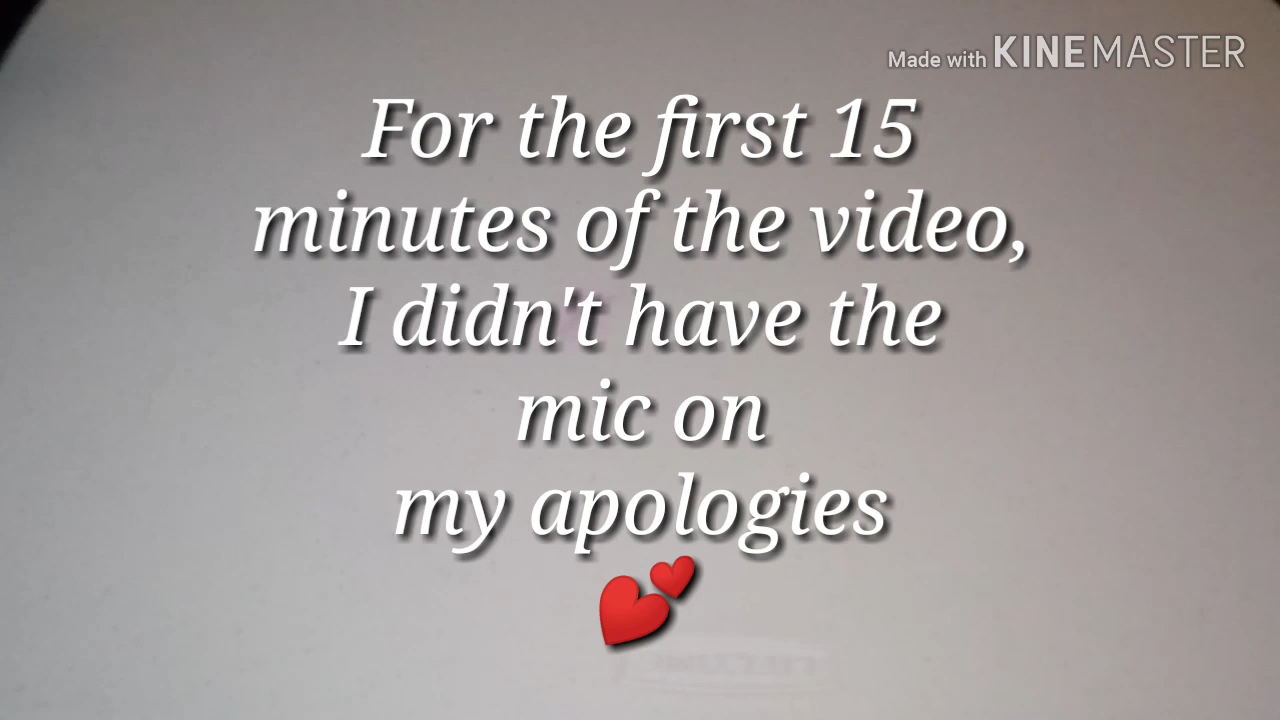 Made with KINEMASTER
For the first 15
minutes of the video,
I didn't have the
mic on
my apologies
💕